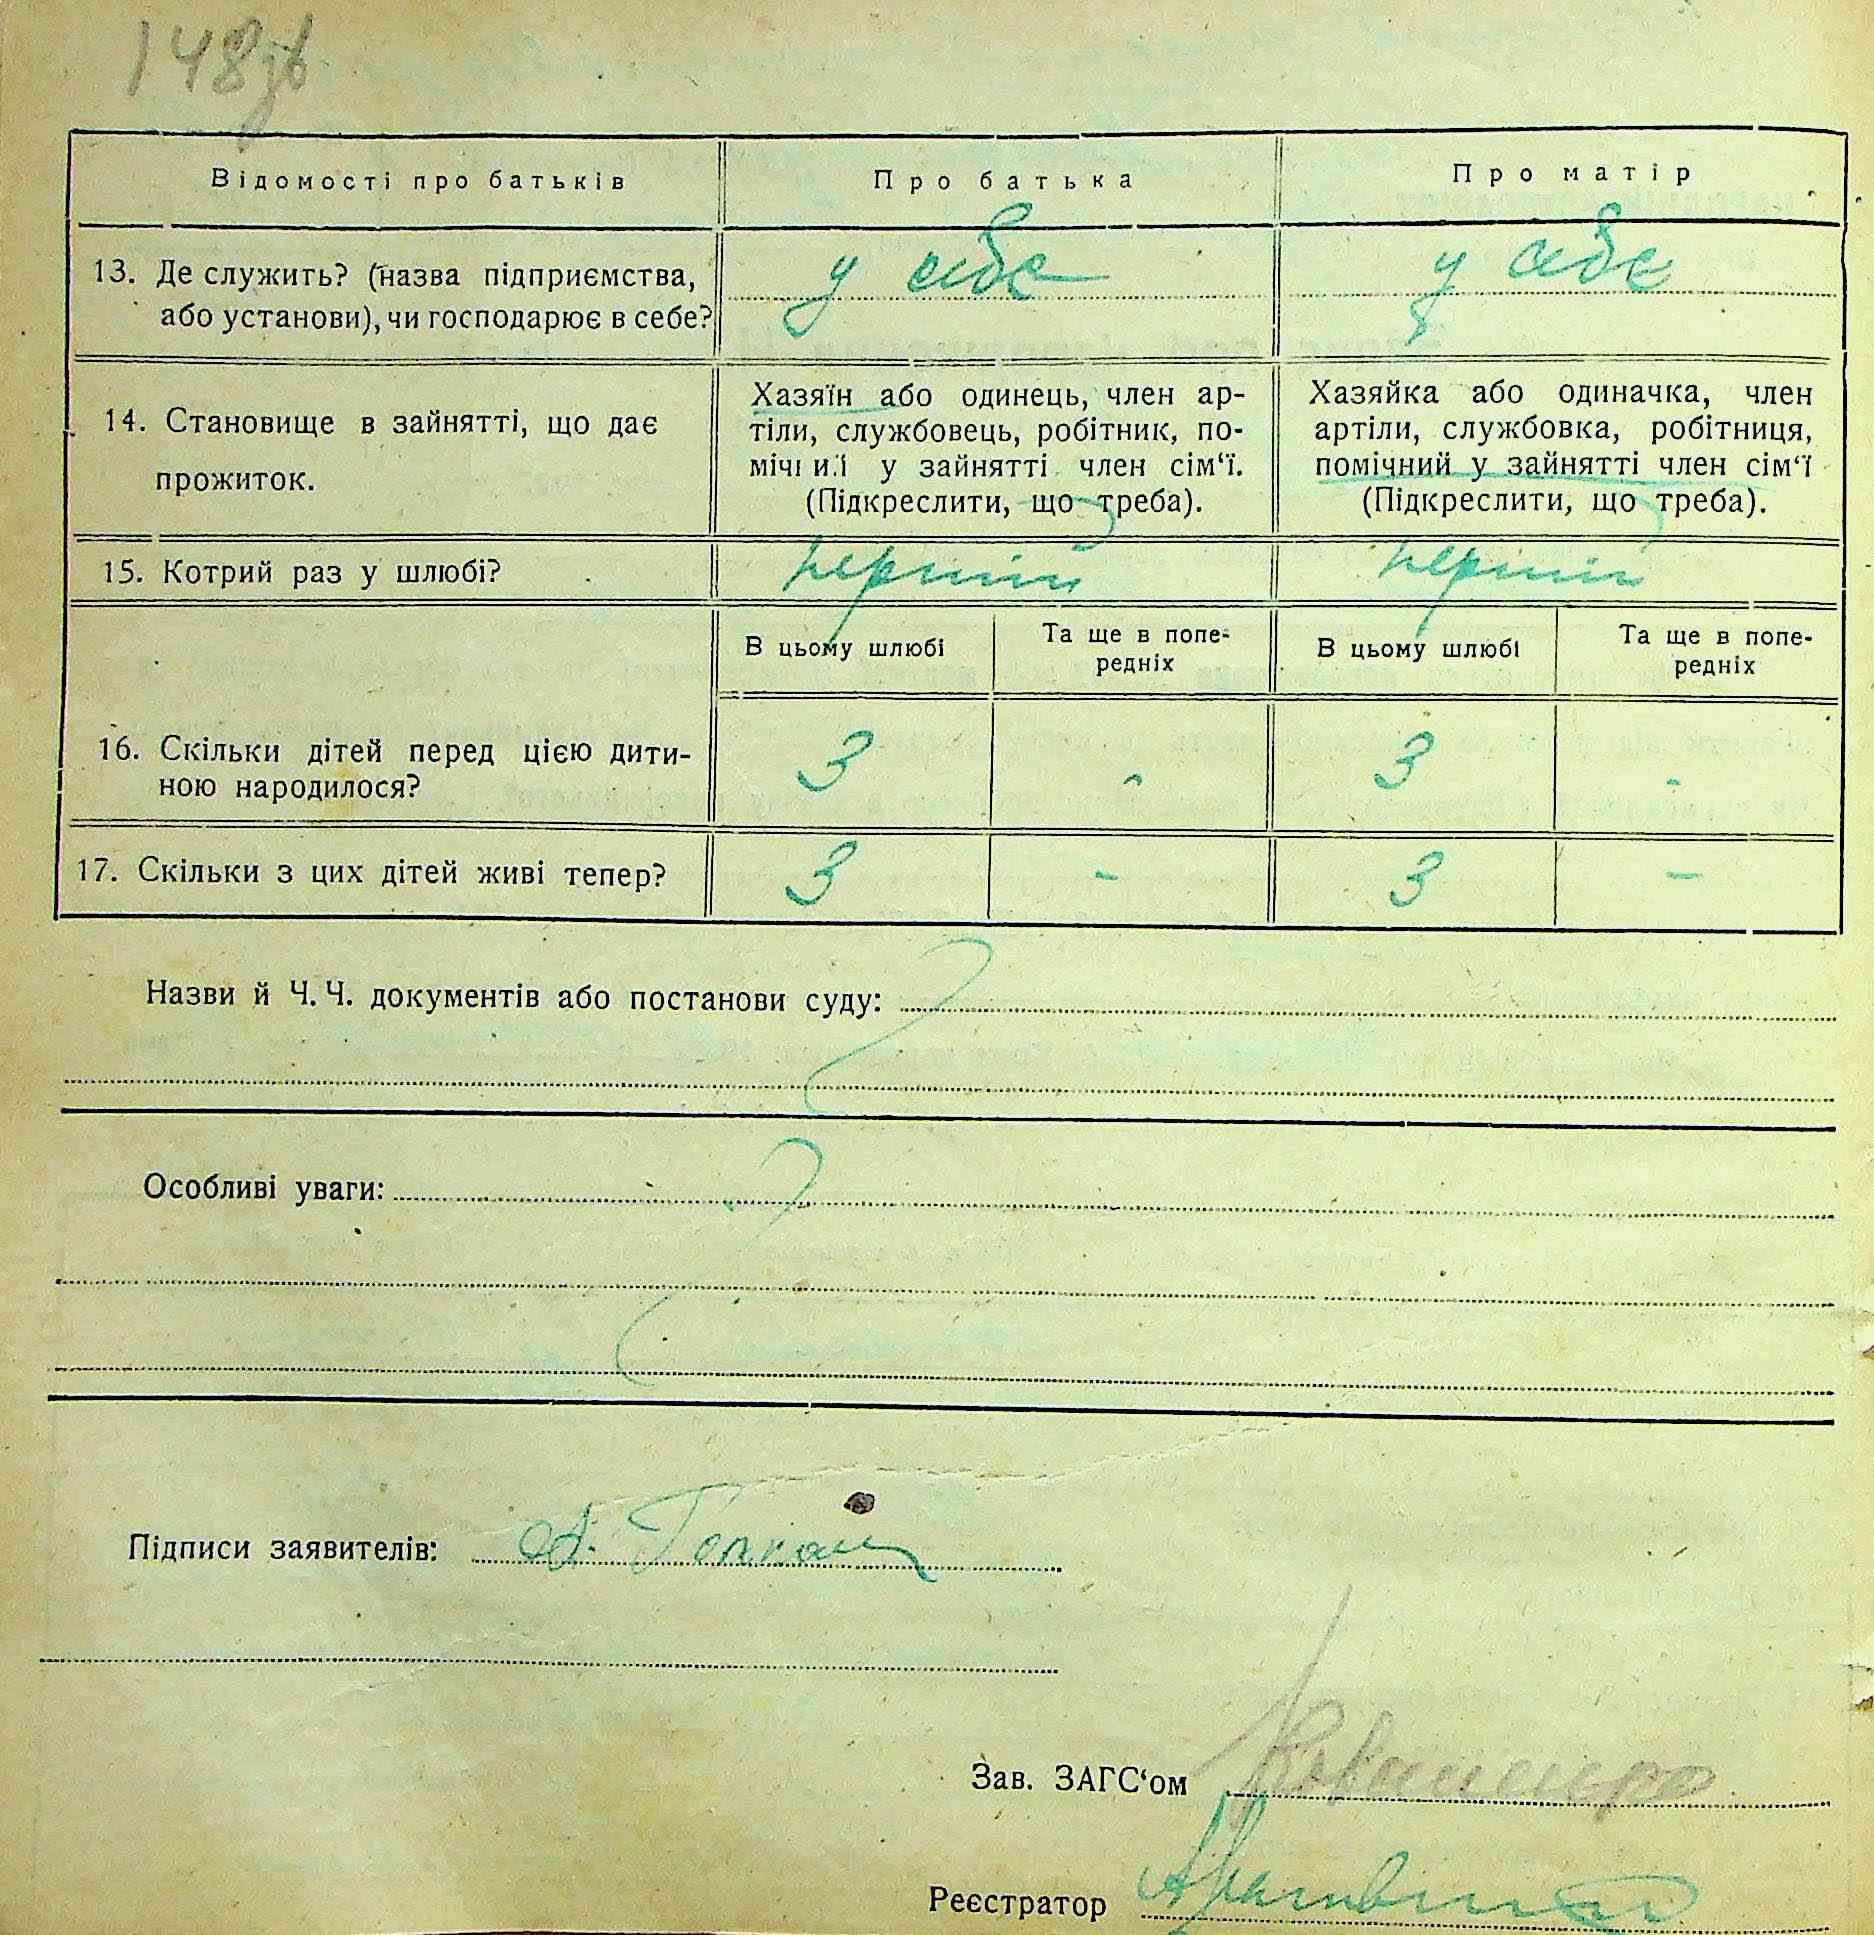 148зв
Відомості про батьків Про батька Про матір
13. Де служить? (назва підприємства, у себе у себе
або установи), чи господарює в себе?
14. Становище в зайнятті, що дає
прожиток.
Хазяїн або одинець, член ар-
тіли, службовець, робітник, по-
мічний у зайнятті член сім‘ї.
(Підкреслити, що треба).
Хазяйка або одиначка, член
артіли, службовка, робітниця,
помічний у зайнятті член сім‘ї
(Підкреслити, що треба).
15. Котрий раз у шлюбі? перший перший
В цьому шлюбі Та ще в попе-
редніх
В цьому шлюбі Та ще в попе-
редніх
16. Скільки дітей перед цією дити-
ною народилося? 3 - 3 -
17. Скільки з цих дітей живі тепер? 3 - 3 -
Назви й Ч. Ч. документів або постанови суду:
Особливі уваги:
Підписи заявителів: А.
Зав. ЗАГС‘ом
Реєстратор